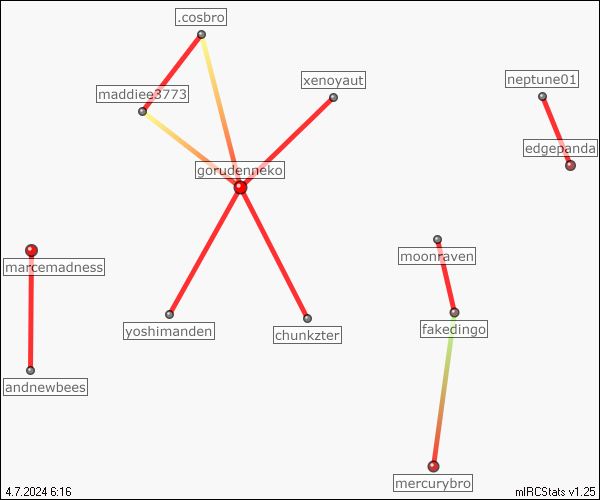 .cosbro
xenoyaut
neptune01
maddiee3773
edgepanda
gorudenneko
moonraven
marcemadness
yoshimanden
chunkzter
fakedingo
andnewbees
mercurybro
4.7.2024 6:16
mIRCStats v1.25